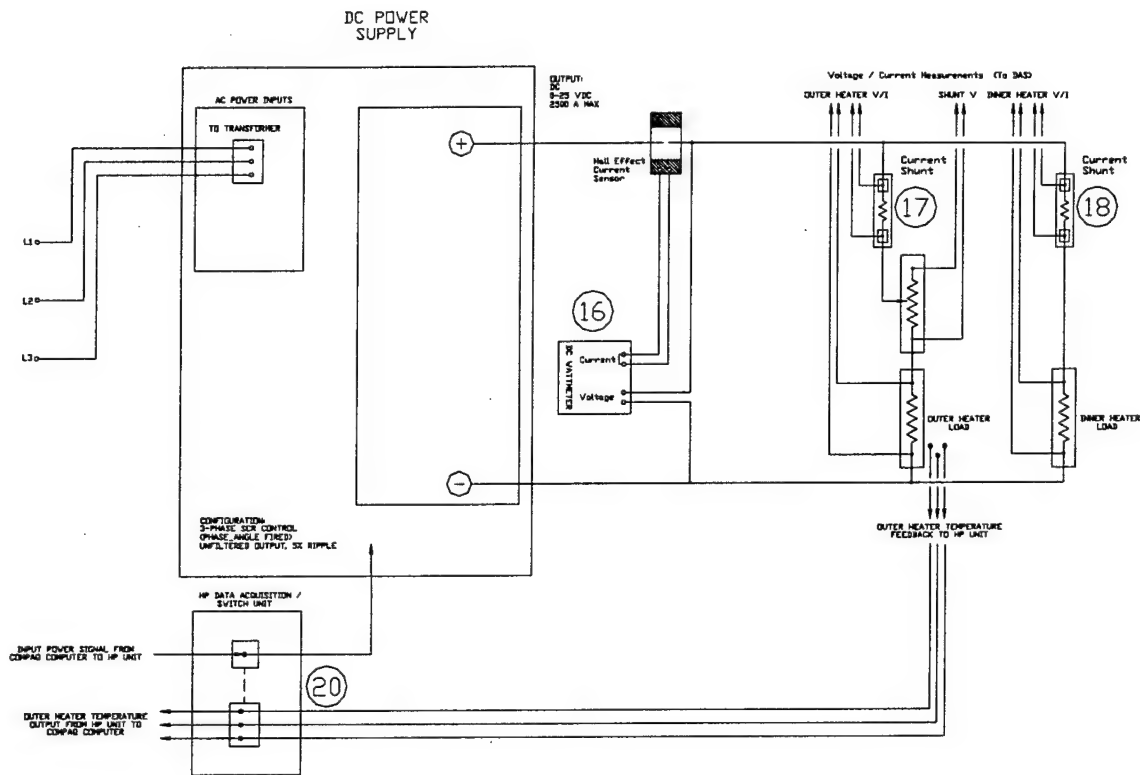 DC POWER
SUPPLY
AC POWER INPUTS
TO TRANSFORMER
OUTPUT:
DC
0-25 VDC
2500 A MAX
Hall Effect
Current
Sensor
Voltage / Current Measurements (To DAS)
OUTER HEATER V/I
SHUNT V
INNER HEATER V/I
Current
Shunt
17
Current
Shunt
18
L1
L2
L3
+
-
16
DC WATTMETER
Current
Voltage
OUTER HEATER
LOAD
INNER HEATER
LOAD
CONFIGURATION:
3-PHASE SCR CONTROL
(PHASE_ANGLE FIRED)
UNFILTERED OUTPUT, 5% RIPPLE
OUTER HEATER TEMPERATURE
FEEDBACK TO HP UNIT
HP DATA ACQUISITION /
SWITCH UNIT
INPUT POWER SIGNAL FROM
COMPAQ COMPUTER TO HP UNIT
20
OUTER HEATER TEMPERATURE
OUTPUT FROM HP UNIT TO
COMPAQ COMPUTER